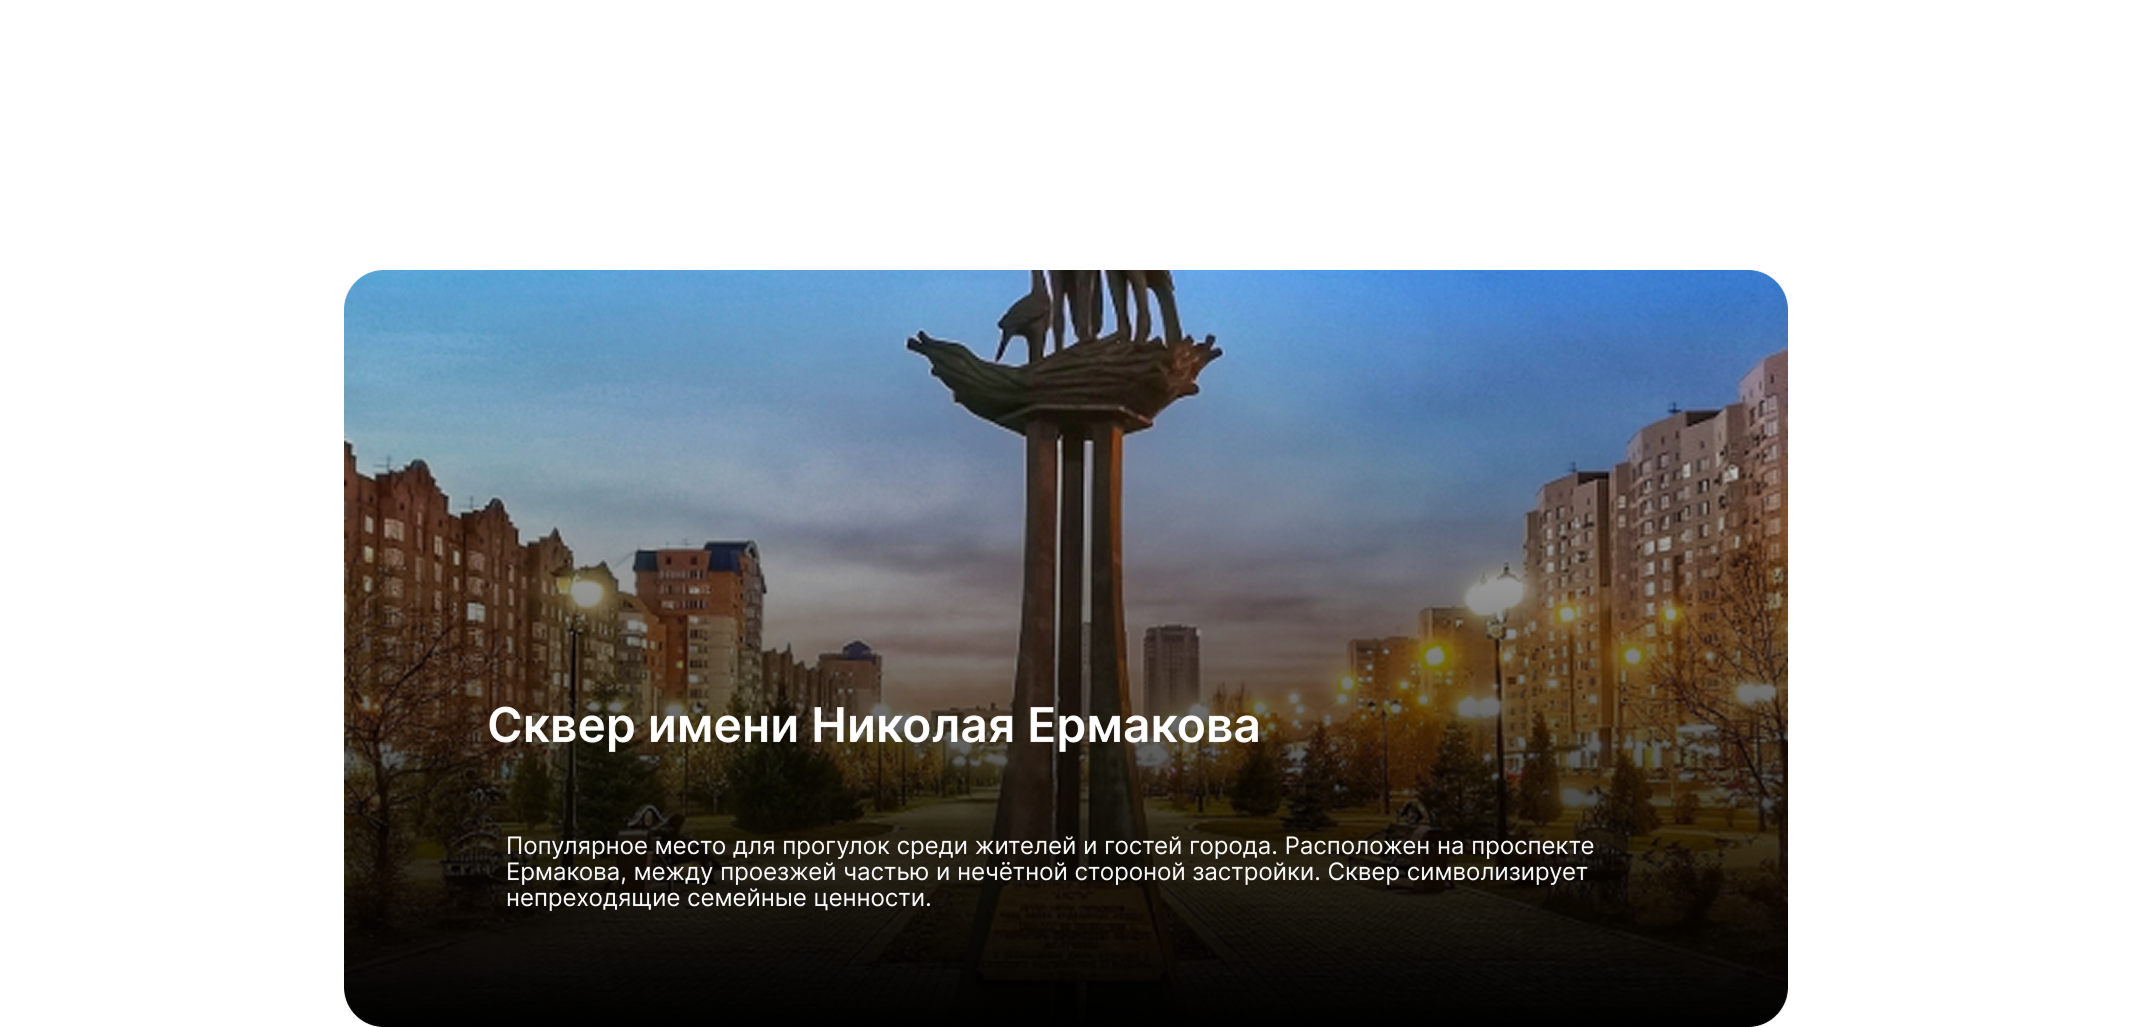 Сквер имени Николая Ермакова
Популярное место для прогулок среди жителей и гостей города. Расположен на проспекте
Ермакова, между проезжей частью и нечётной стороной застройки. Сквер символизирует
непреходящие семейные ценности.